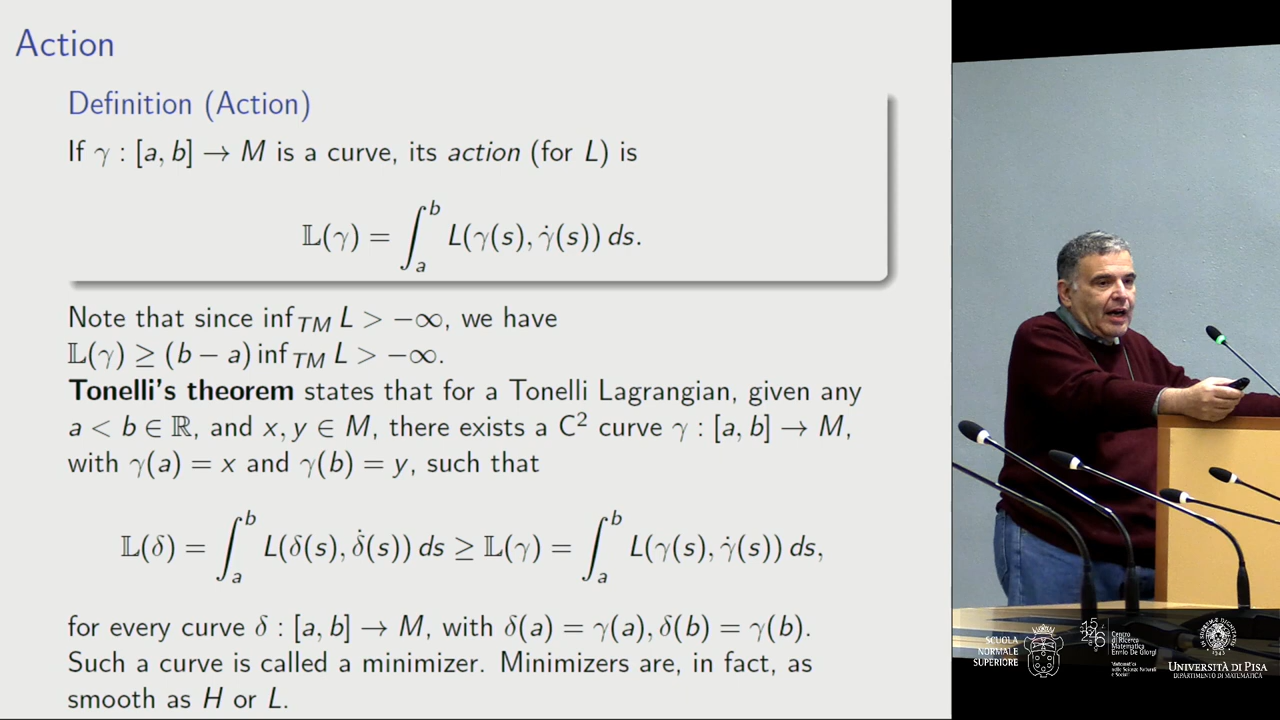 Action
Definition (Action)
If γ : [a, b] → M is a curve, its action (for L) is
𝕃(γ) = ∫_a^b L(γ(s), γ̇(s)) ds.
Note that since inf_{TM} L > −∞, we have
𝕃(γ) ≥ (b − a) inf_{TM} L > −∞.
Tonelli's theorem states that for a Tonelli Lagrangian, given any
a < b ∈ ℝ, and x, y ∈ M, there exists a C² curve γ : [a, b] → M,
with γ(a) = x and γ(b) = y, such that
𝕃(δ) = ∫_a^b L(δ(s), δ̇(s)) ds ≥ 𝕃(γ) = ∫_a^b L(γ(s), γ̇(s)) ds,
for every curve δ : [a, b] → M, with δ(a) = γ(a), δ(b) = γ(b).
Such a curve is called a minimizer. Minimizers are, in fact, as
smooth as H or L.
SCUOLA
NORMALE
SUPERIORE
Centro
di Ricerca
Matematica
Ennio De Giorgi
UNIVERSITÀ DI PISA
DIPARTIMENTO DI MATEMATICA